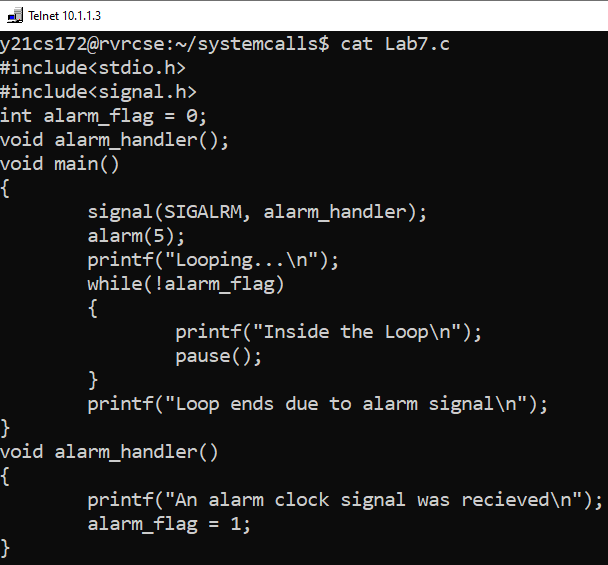 Telnet 10.1.1.3
y21cs172@rvrcse:~/systemcalls$ cat Lab7.c
#include<stdio.h>
#include<signal.h>
int alarm_flag = 0;
void alarm_handler();
void main()
{
        signal(SIGALRM, alarm_handler);
        alarm(5);
        printf("Looping...\n");
        while(!alarm_flag)
        {
                printf("Inside the Loop\n");
                pause();
        }
        printf("Loop ends due to alarm signal\n");
}
void alarm_handler()
{
        printf("An alarm clock signal was recieved\n");
        alarm_flag = 1;
}